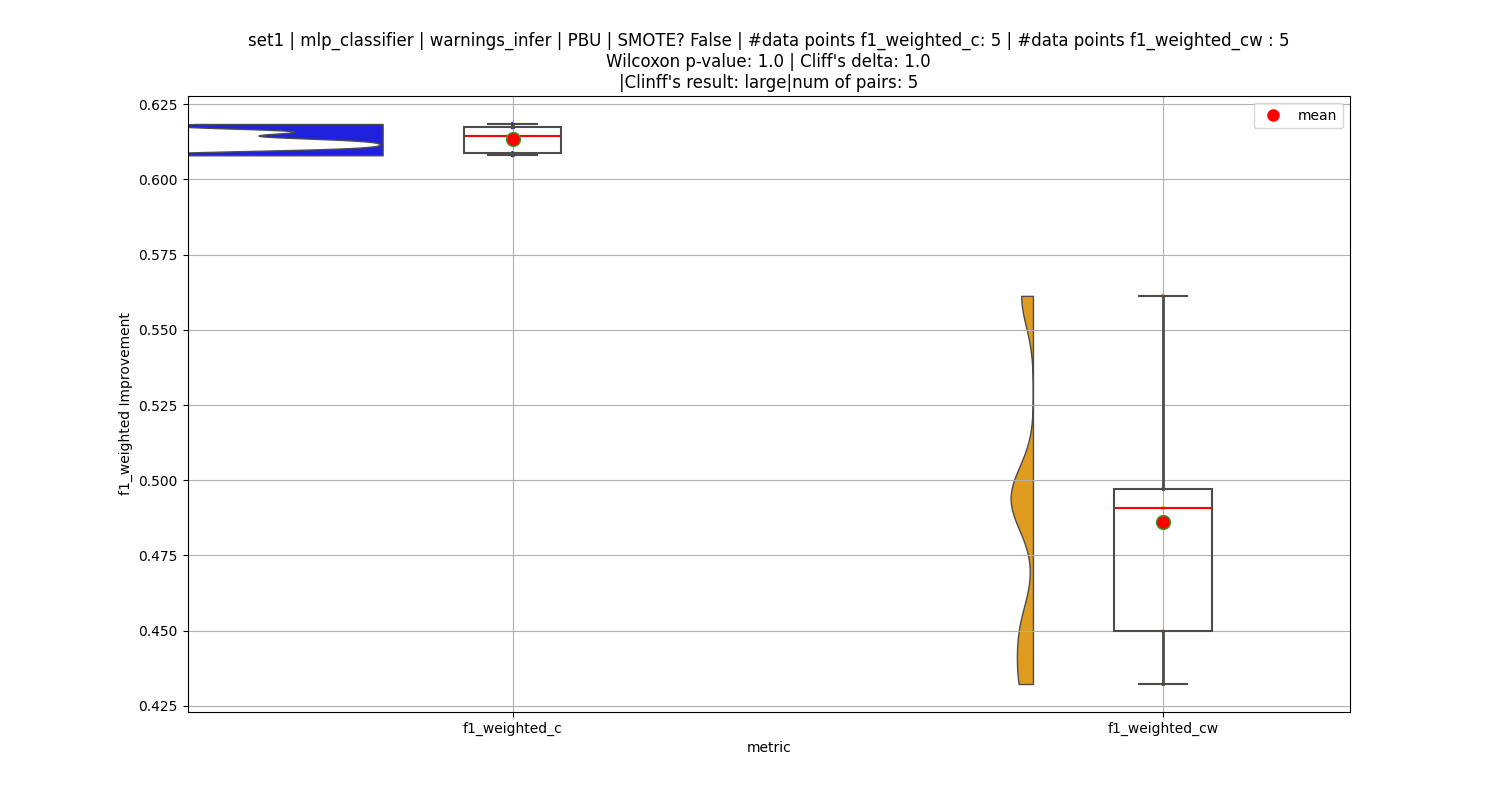 set1 | mlp_classifier | warnings_infer | PBU | SMOTE? False | #data points f1_weighted_c: 5 | #data points f1_weighted_cw : 5
Wilcoxon p-value: 1.0 | Cliff's delta: 1.0
|Clinff's result: large|num of pairs: 5
mean
0.625
0.600
0.575
0.550
0.525
0.500
0.475
0.450
0.425
f1_weighted Improvement
f1_weighted_c
f1_weighted_cw
metric